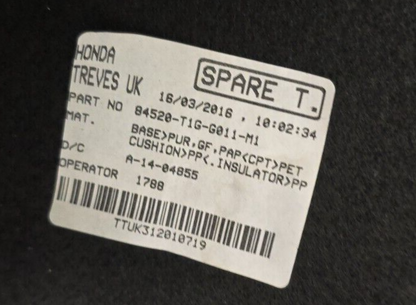 HONDA
TREVES UK
SPARE T.
16/03/2016 , 10:02:34
PART NO 84520-T1G-G011-M1
MAT. BASE>PUR,GF,PAP<CPT>PET
CUSHION>PP<.INSULATOR>PP
D/C A-14-04855
OPERATOR 1788
TTUK312010719